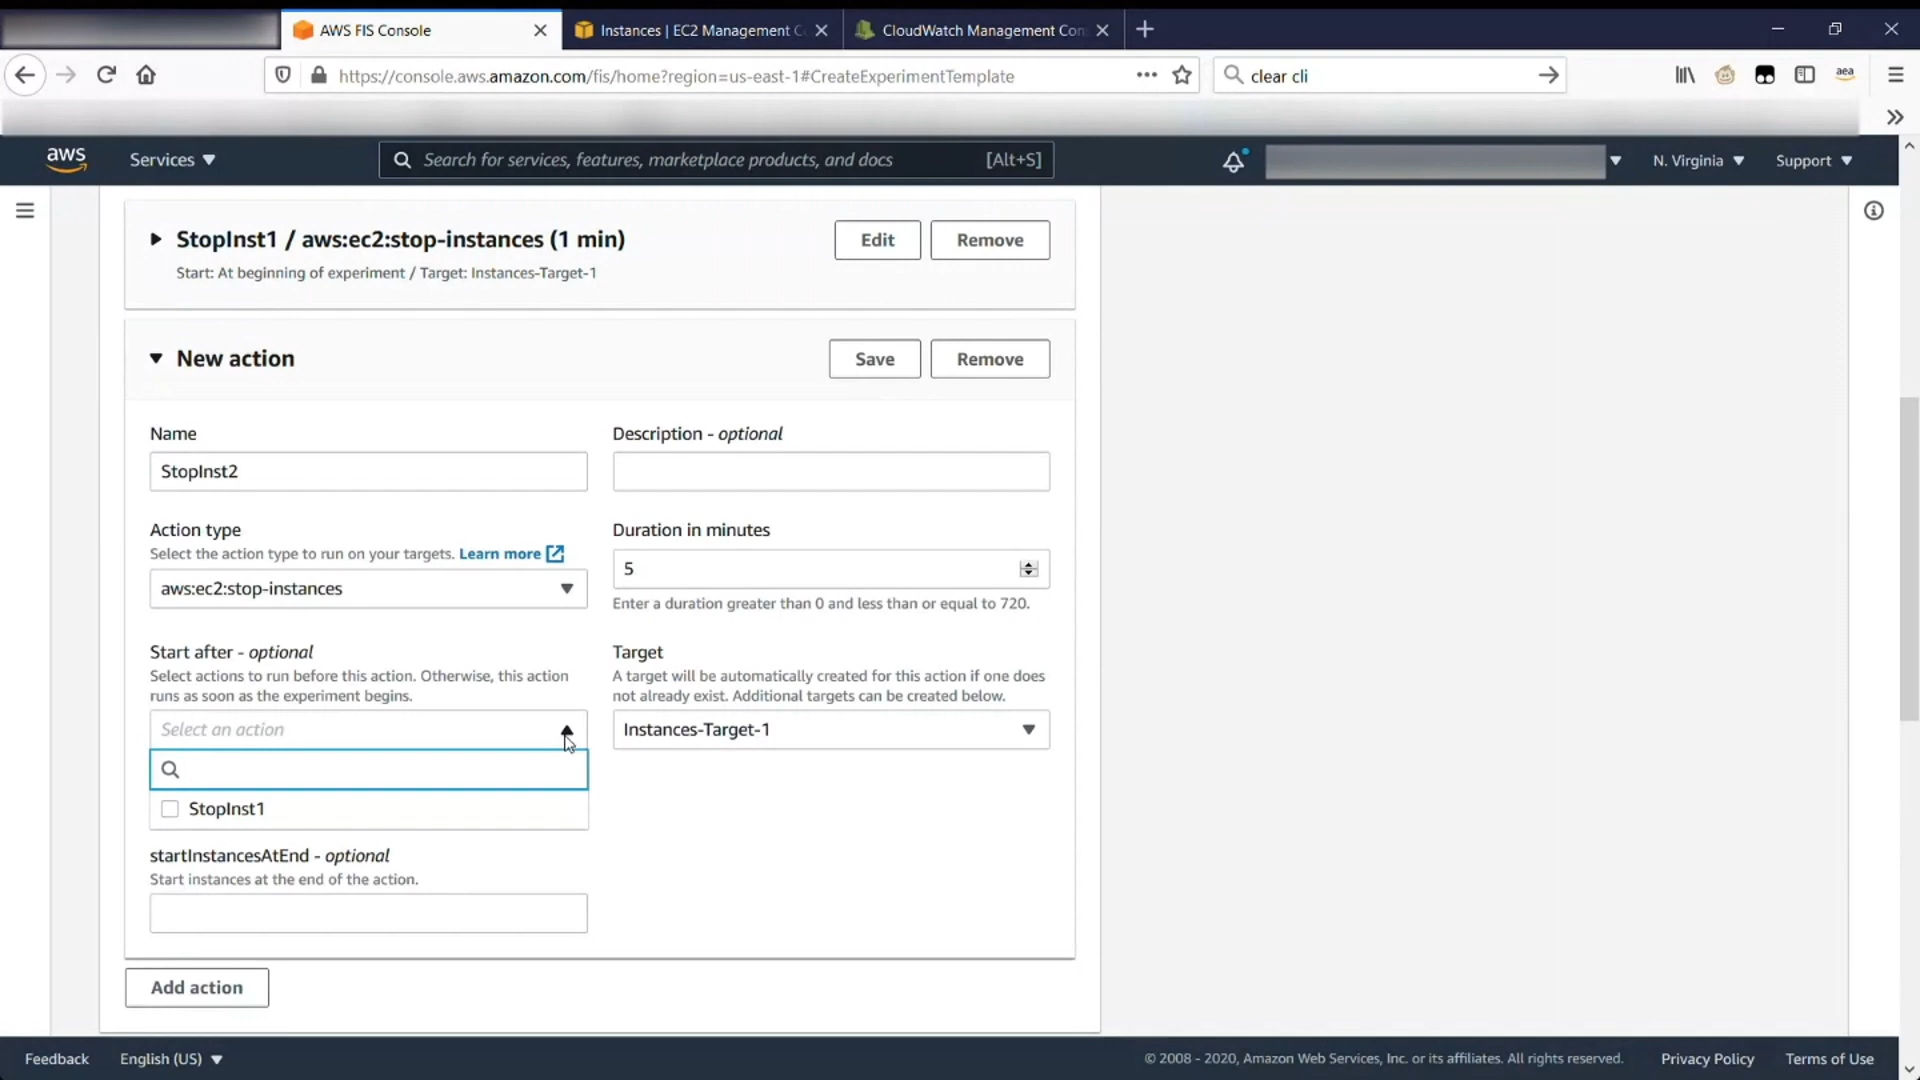 AWS FIS Console
Instances | EC2 Management C
CloudWatch Management Con
https://console.aws.amazon.com/fis/home?region=us-east-1#CreateExperimentTemplate
clear cli
aea
aws
Services
Search for services, features, marketplace products, and docs [Alt+S]
N. Virginia
Support
StopInst1 / aws:ec2:stop-instances (1 min)
Edit
Remove
Start: At beginning of experiment / Target: Instances-Target-1
New action
Save
Remove
Name
StopInst2
Description - optional
Action type
Select the action type to run on your targets. Learn more
aws:ec2:stop-instances
Duration in minutes
5
Enter a duration greater than 0 and less than or equal to 720.
Start after - optional
Select actions to run before this action. Otherwise, this action
runs as soon as the experiment begins.
Select an action
StopInst1
Target
A target will be automatically created for this action if one does
not already exist. Additional targets can be created below.
Instances-Target-1
startInstancesAtEnd - optional
Start instances at the end of the action.
Add action
Feedback
English (US)
© 2008 - 2020, Amazon Web Services, Inc. or its affiliates. All rights reserved.
Privacy Policy
Terms of Use